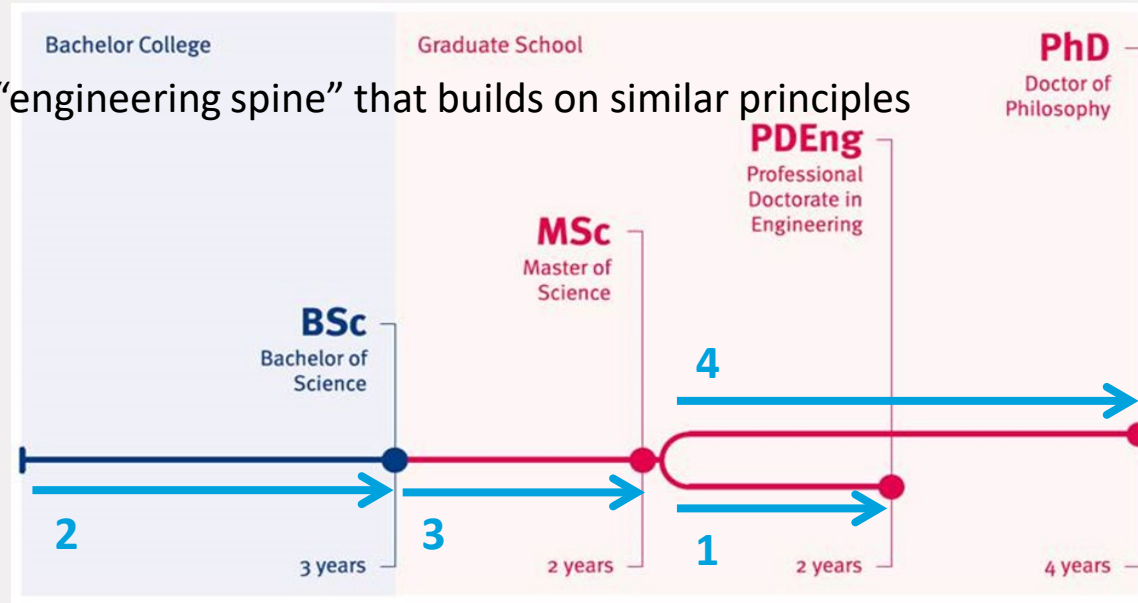 Bachelor College
Graduate School
PhD
Doctor of
Philosophy
“engineering spine” that builds on similar principles
PDEng
Professional
Doctorate in
Engineering
MSc
Master of
Science
BSc
Bachelor of
Science
4
2
3
1
3 years
2 years
2 years
4 years